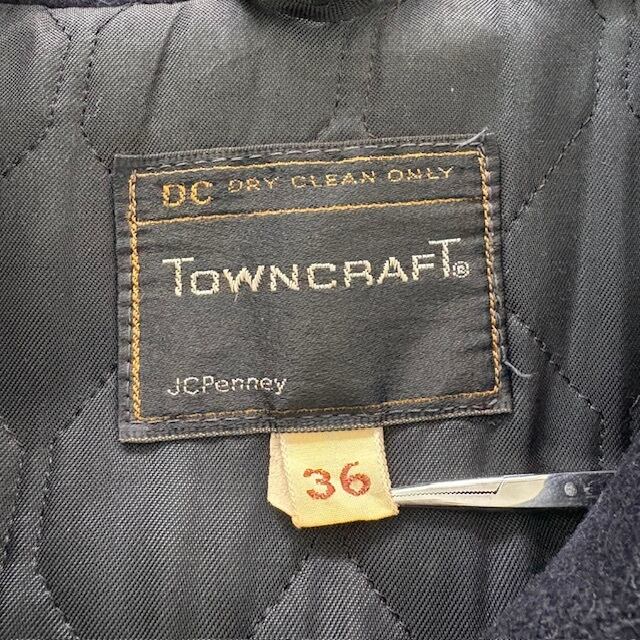 DC DRY CLEAN ONLY
TOWNCRAFT®
JCPenney
36